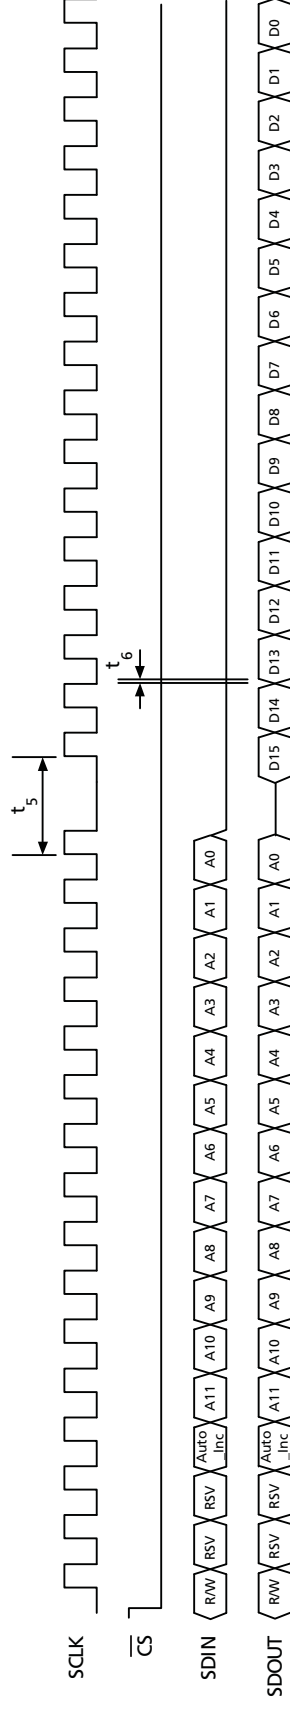 t5
t6
SCLK
CS
SDIN
R/W RSV RSV Auto_Inc A11 A10 A9 A8 A7 A6 A5 A4 A3 A2 A1 A0
SDOUT
R/W RSV RSV Auto_Inc A11 A10 A9 A8 A7 A6 A5 A4 A3 A2 A1 A0 D15 D14 D13 D12 D11 D10 D9 D8 D7 D6 D5 D4 D3 D2 D1 D0